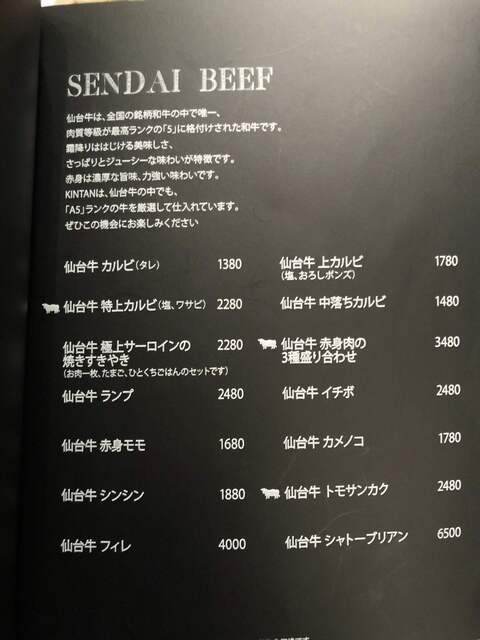 SENDAI BEEF
仙台牛は、全国の銘柄和牛の中で唯一、
肉質等級が最高ランクの「5」に格付けされた和牛です。
霜降りははじける美味しさ、
さっぱりとジューシーな味わいが特徴です。
赤身は濃厚な旨味、力強い味わいです。
KINTANは、仙台牛の中でも、
「A5」ランクの牛を厳選して仕入れています。
ぜひこの機会にお楽しみください
仙台牛 カルビ(タレ) 1380
仙台牛 上カルビ 1780
(塩、おろしポンズ)
仙台牛 特上カルビ(塩、ワサビ) 2280
仙台牛 中落ちカルビ 1480
仙台牛 極上サーロインの 2280
焼きすきやき
(お肉一枚、たまご、ひとくちごはんのセットです)
仙台牛 赤身肉の 3480
3種盛り合わせ
仙台牛 ランプ 2480
仙台牛 イチボ 2480
仙台牛 赤身モモ 1680
仙台牛 カメノコ 1780
仙台牛 シンシン 1880
仙台牛 トモサンカク 2480
仙台牛 フィレ 4000
仙台牛 シャトーブリアン 6500